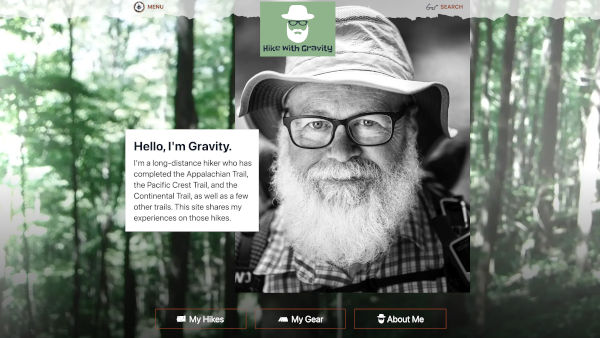 MENU
Hike with Gravity
Go! SEARCH
Hello, I'm Gravity.
I'm a long-distance hiker who has
completed the Appalachian Trail,
the Pacific Crest Trail, and the
Continental Trail, as well as a few
other trails. This site shares my
experiences on those hikes.
My Hikes
My Gear
About Me